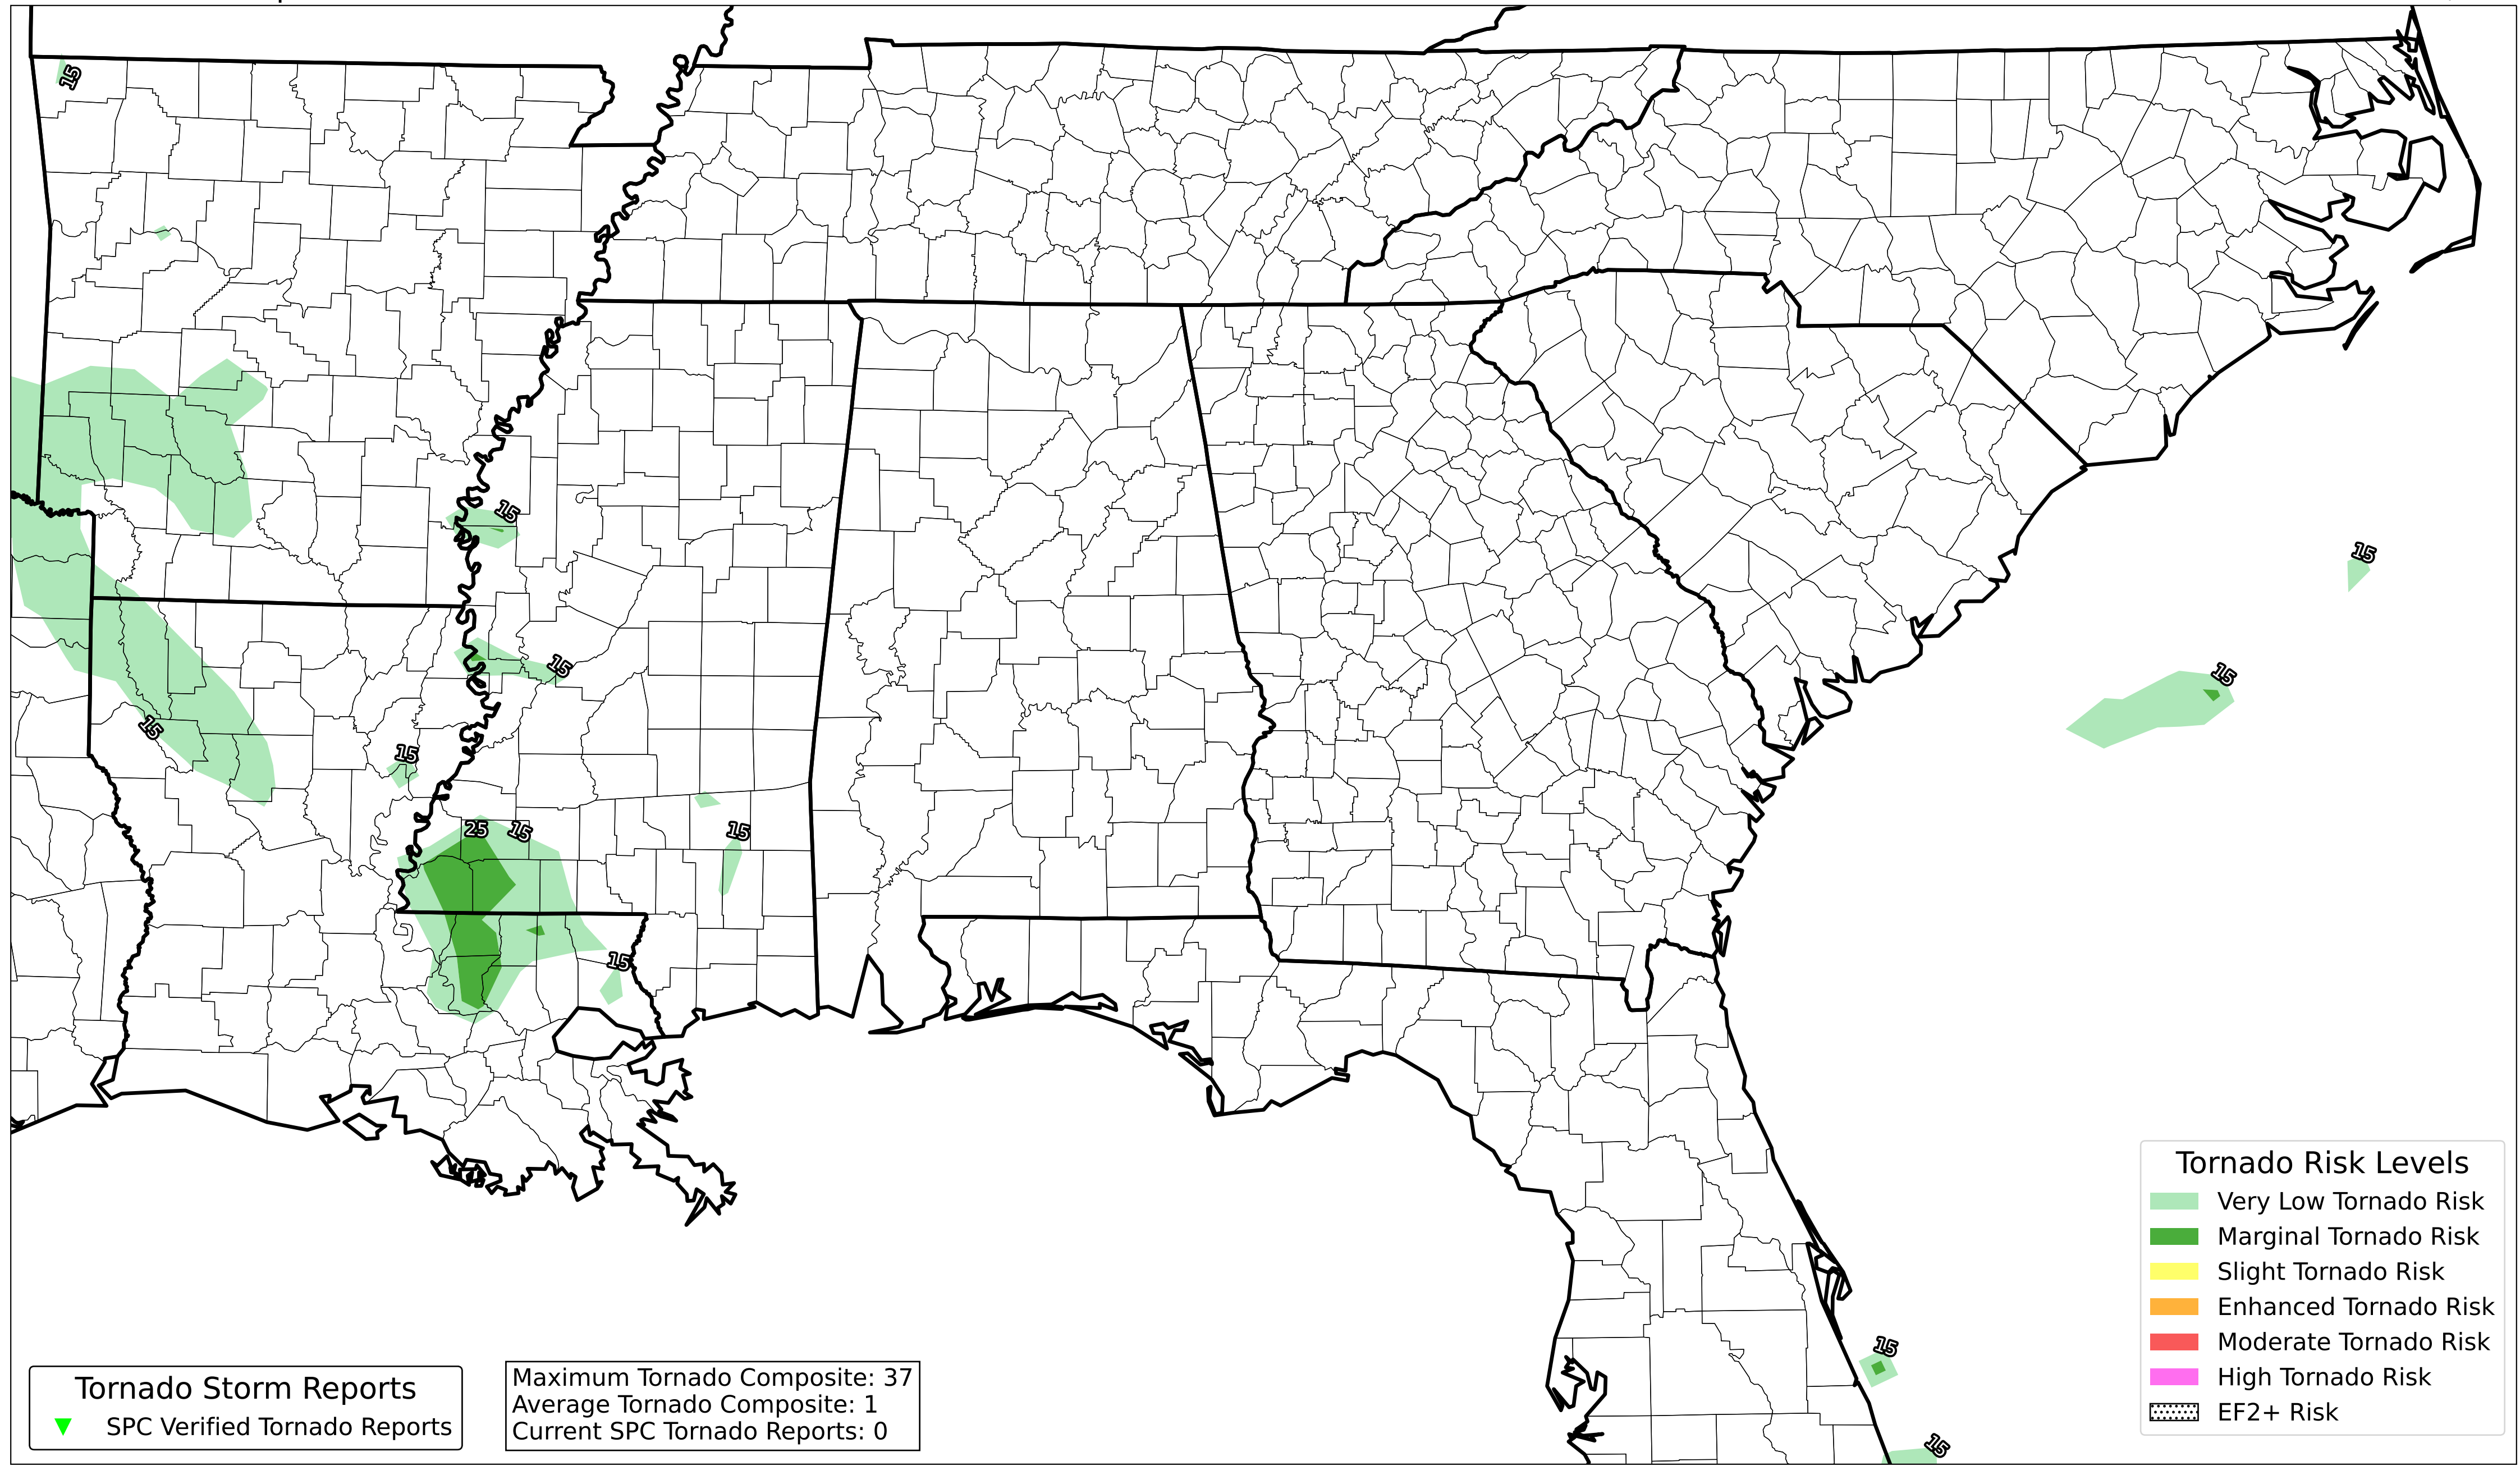 15
15
15
15
15
15
15
15
25
15
15
15
Tornado Risk Levels
Very Low Tornado Risk
Marginal Tornado Risk
Slight Tornado Risk
Enhanced Tornado Risk
Moderate Tornado Risk
High Tornado Risk
EF2+ Risk
15
15
Tornado Storm Reports
SPC Verified Tornado Reports
Maximum Tornado Composite: 37
Average Tornado Composite: 1
Current SPC Tornado Reports: 0